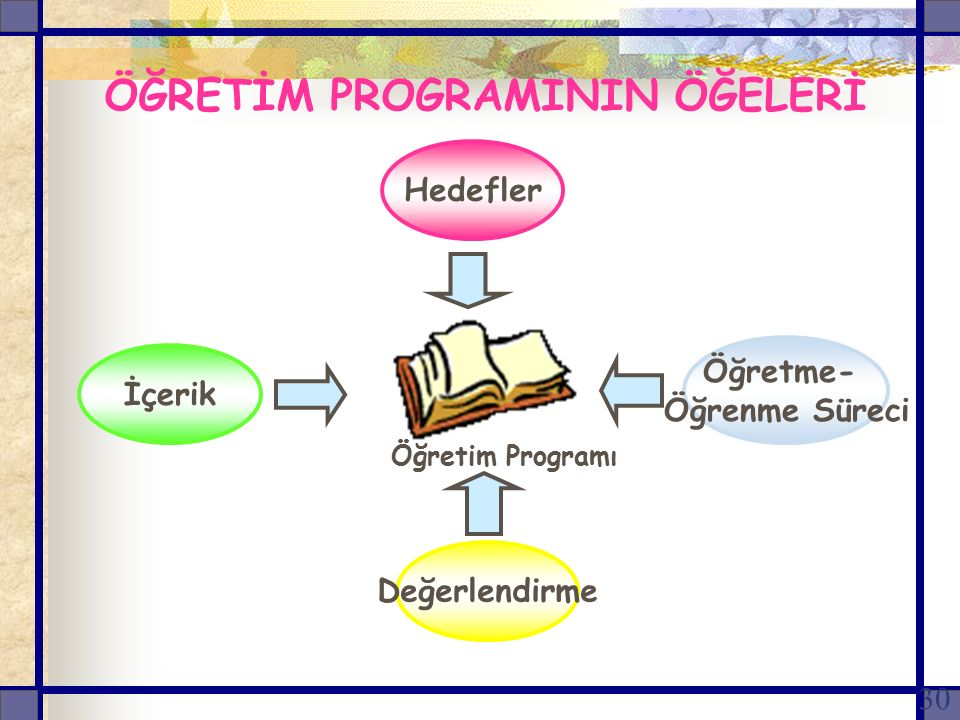 ÖĞRETİM PROGRAMININ ÖĞELERİ
Hedefler
İçerik
Öğretme-
Öğrenme Süreci
Öğretim Programı
Değerlendirme
30